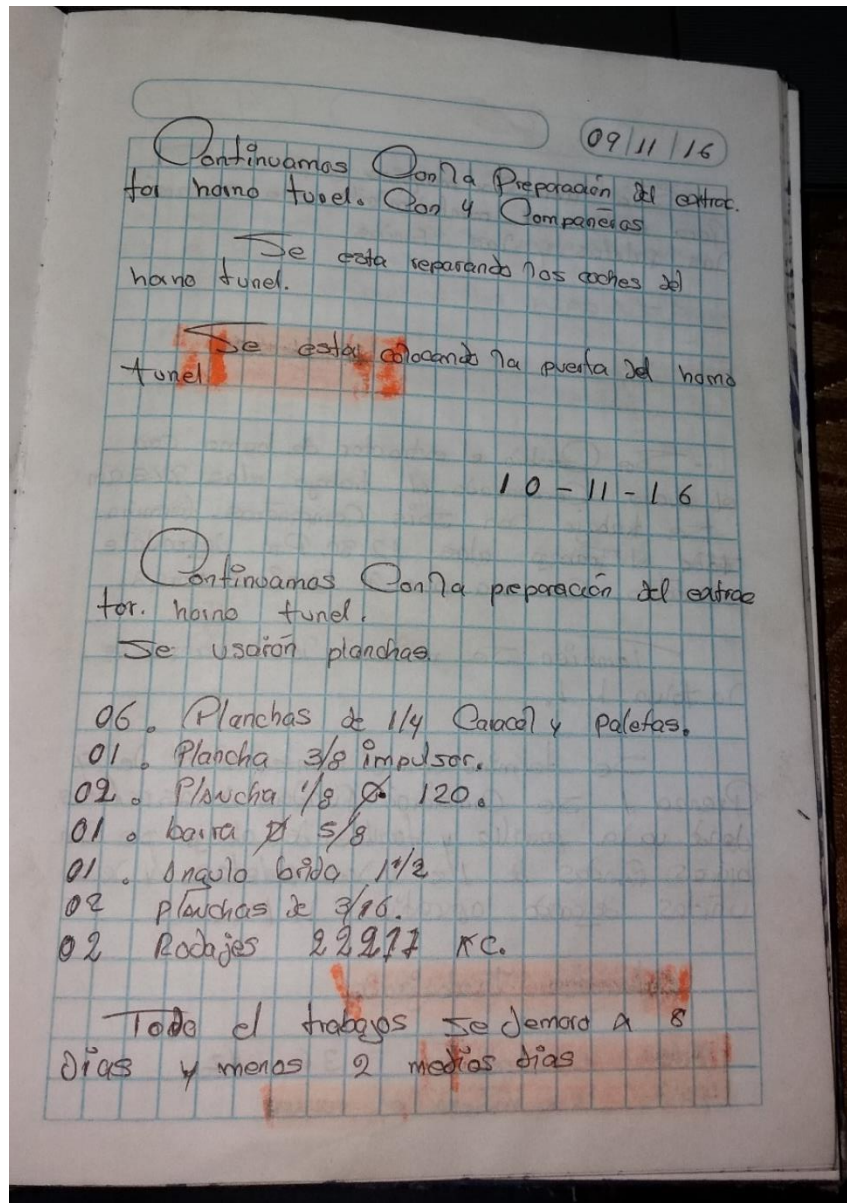 09/11/16
Continuamos Con la Preparación del extrac.
tor horno tunel. Con 4 Compañeros
Se esta reparando los coches del
horno tunel.
Se esta colocando la puerta del horno
tunel
10-11-16
Continuamos Con la preparación del extrac
tor. horno tunel.
Se usarón planchas.
06. Planchas de 1/4 Caracol y paletas.
01. Plancha 3/8 impulsor.
02. Plancha 1/8 Ø 120.
01. barra Ø 5/8
01. angulo brida 1 1/2
02 planchas de 3/16.
02 Rodajes 22217 KC.
Todo el trabajos se demoro a 8
Dias y menos 2 medios dias